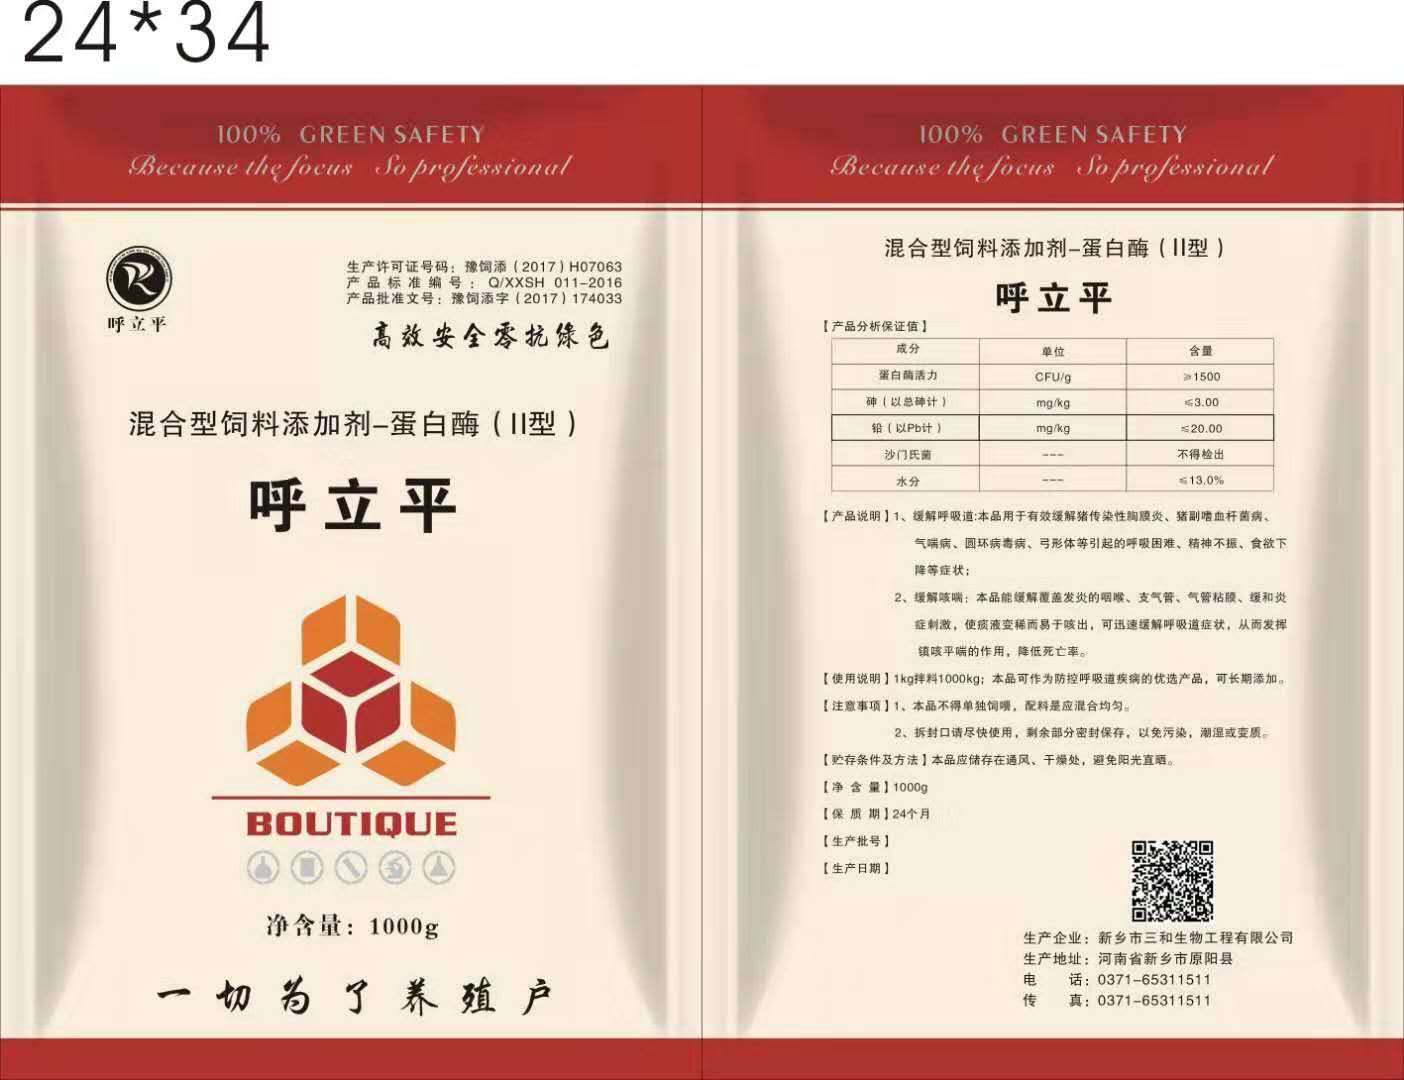 24*34
100% GREEN SAFETY
Because the focus So professional
呼立平
生产许可证号码：豫饲添（2017）H07063
产品标准编号：Q/XXSH 011-2016
产品批准文号：豫饲添字（2017）174033
高效安全零抗绿色
混合型饲料添加剂-蛋白酶（II型）
呼立平
BOUTIQUE
净含量：1000g
一切为了养殖户
100% GREEN SAFETY
Because the focus So professional
混合型饲料添加剂-蛋白酶（II型）
呼立平
【产品分析保证值】
成分 单位 含量
蛋白酶活力 CFU/g ≥1500
砷（以总砷计） mg/kg ≤3.00
铅（以Pb计） mg/kg ≤20.00
沙门氏菌 --- 不得检出
水分 --- ≤13.0%
【产品说明】1、缓解呼吸道:本品用于有效缓解猪传染性胸膜炎、猪副嗜血杆菌病、
气喘病、圆环病毒病、弓形体等引起的呼吸困难、精神不振、食欲下
降等症状；
2、缓解咳喘：本品能缓解覆盖发炎的咽喉、支气管、气管粘膜、缓和炎
症刺激，使痰液变稀而易于咳出，可迅速缓解呼吸道症状，从而发挥
镇咳平喘的作用，降低死亡率。
【使用说明】1kg拌料1000kg；本品可作为防控呼吸道疾病的优选产品，可长期添加。
【注意事项】1、本品不得单独饲喂，配料是应混合均匀。
2、拆封口请尽快使用，剩余部分密封保存，以免污染，潮湿或变质。
【贮存条件及方法】本品应储存在通风、干燥处，避免阳光直晒。
【净 含 量】1000g
【保 质 期】24个月
【生产批号】
【生产日期】
生产企业：新乡市三和生物工程有限公司
生产地址：河南省新乡市原阳县
电 话：0371-65311511
传 真：0371-65311511